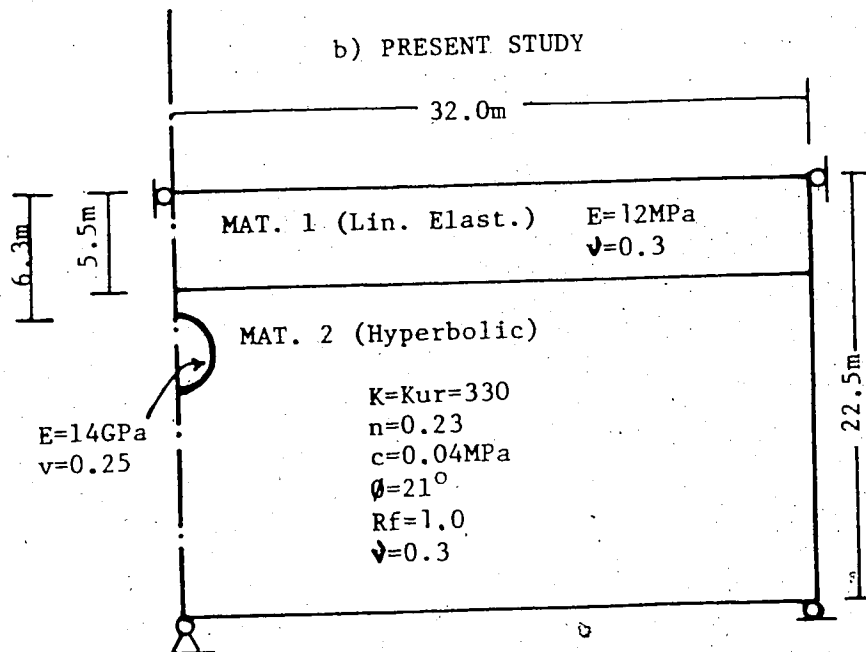 b) PRESENT STUDY
32.0m
6.3m
5.5m
MAT. 1 (Lin. Elast.)
E=12MPa
ν=0.3
MAT. 2 (Hyperbolic)
K=Kur=330
n=0.23
c=0.04MPa
Ø=21°
Rf=1.0
ν=0.3
E=14GPa
v=0.25
22.5m